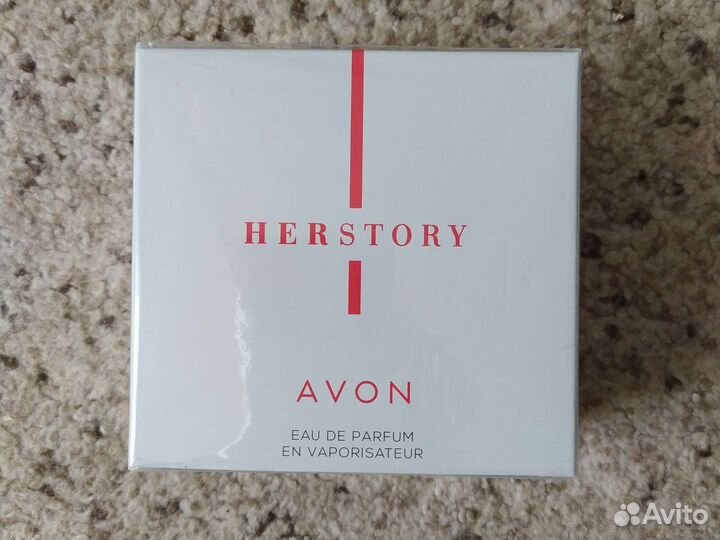 HERSTORY
AVON
EAU DE PARFUM
EN VAPORISATEUR
Avito